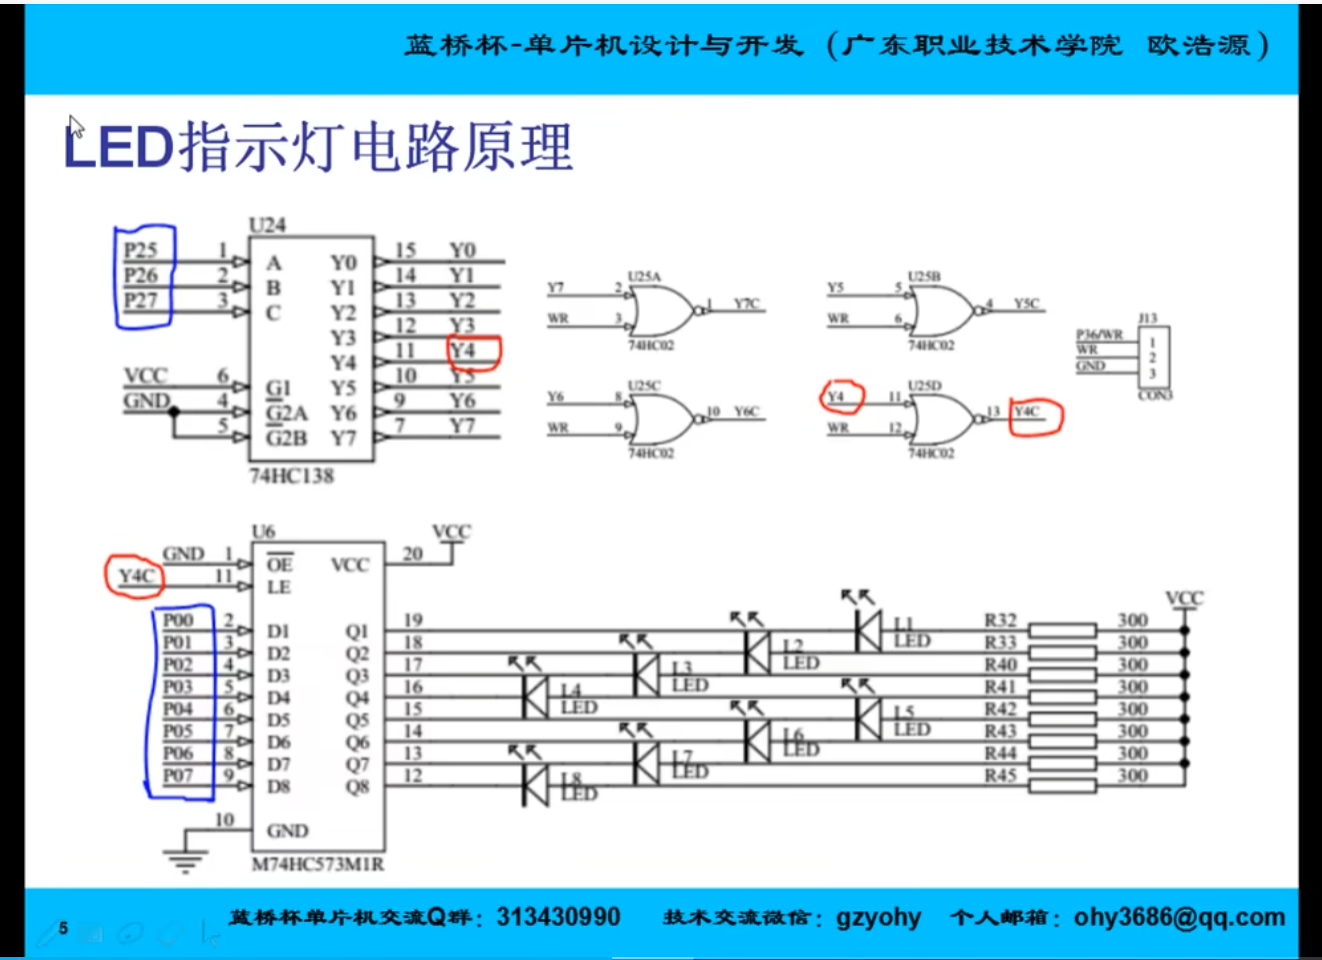 蓝桥杯-单片机设计与开发（广东职业技术学院 欧浩源）
LED指示灯电路原理
U24
P25 1 A Y0 15 Y0
P26 2 B Y1 14 Y1
P27 3 C Y2 13 Y2
Y3 12 Y3
Y4 11 Y4
VCC 6 G1 Y5 10 Y5
GND 4 G2A Y6 9 Y6
5 G2B Y7 7 Y7
74HC138
U25A
Y7 2 1 Y7C
WR 3
74HC02
U25B
Y5 5 4 Y5C
WR 6
74HC02
U25C
Y6 8 10 Y6C
WR 9
74HC02
U25D
Y4 11 13 Y4C
WR 12
74HC02
J13
P36/WR 1
WR 2
GND 3
CON3
U6 VCC
GND 1 OE VCC 20
Y4C 11 LE
P00 2 D1 Q1 19 L1 LED R32 300 VCC
P01 3 D2 Q2 18 L2 LED R33 300
P02 4 D3 Q3 17 L3 LED R40 300
P03 5 D4 Q4 16 L4 LED R41 300
P04 6 D5 Q5 15 L5 LED R42 300
P05 7 D6 Q6 14 L6 LED R43 300
P06 8 D7 Q7 13 L7 LED R44 300
P07 9 D8 Q8 12 L8 LED R45 300
10 GND
M74HC573M1R
5 蓝桥杯单片机交流Q群：313430990 技术交流微信：gzyohy 个人邮箱：ohy3686@qq.com